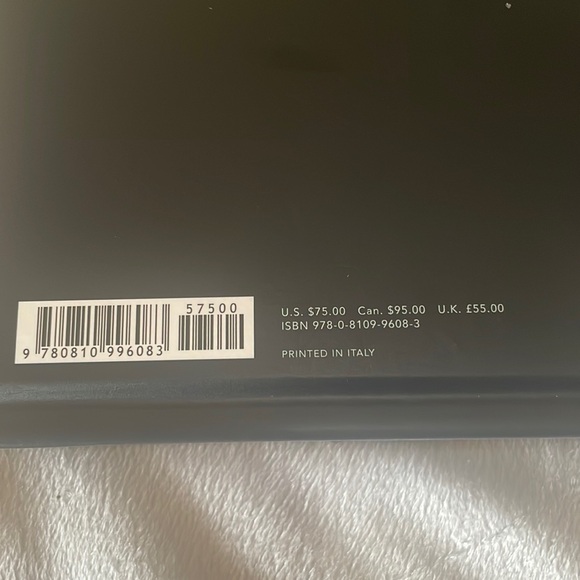 57500
9 780810 996083
U.S. $75.00 Can. $95.00 U.K. £55.00
ISBN 978-0-8109-9608-3
PRINTED IN ITALY